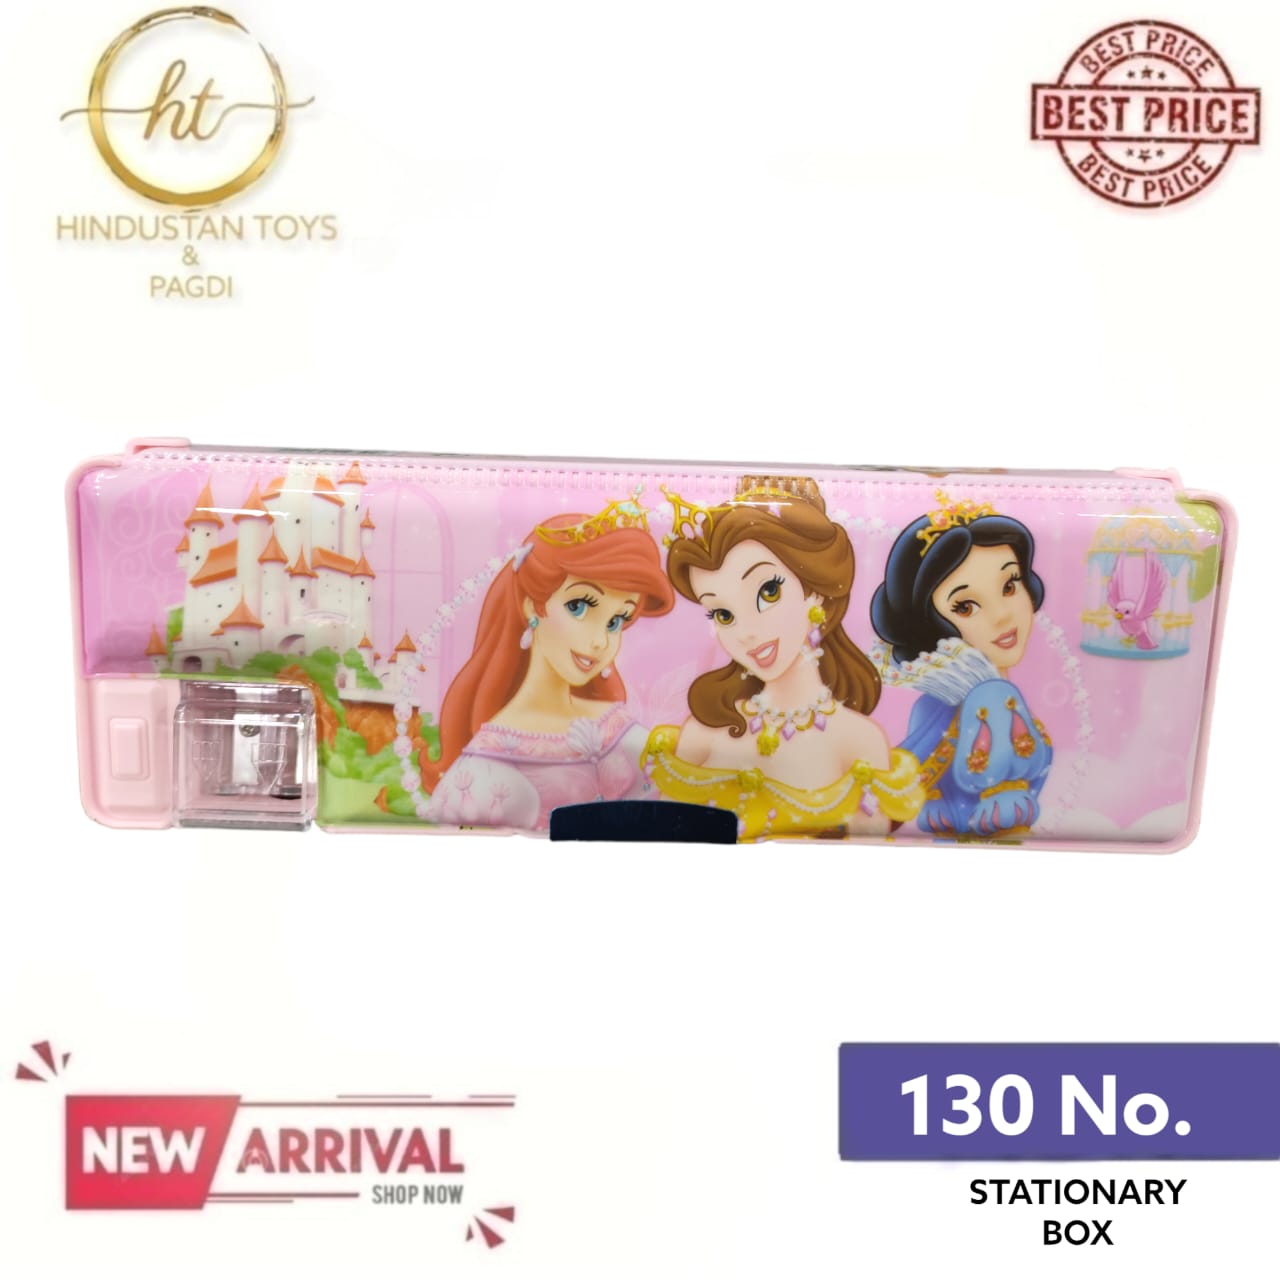 ht
HINDUSTAN TOYS
&
PAGDI
BEST PRICE
BEST PRICE
BEST PRICE
NEW ARRIVAL
SHOP NOW
130 No.
STATIONARY
BOX